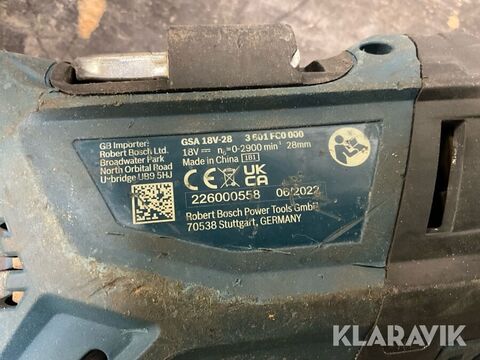 GB Importer:
Robert Bosch Ltd.
Broadwater Park
North Orbital Road
Uxbridge UB9 5HJ
GSA 18V-28 3 601 FC0 000
18V n₀=0-2900 min⁻¹ 28mm
Made in China 1B1
CE UK CA
226000558 06/2022
Robert Bosch Power Tools GmbH
70538 Stuttgart, GERMANY
KLARAVIK